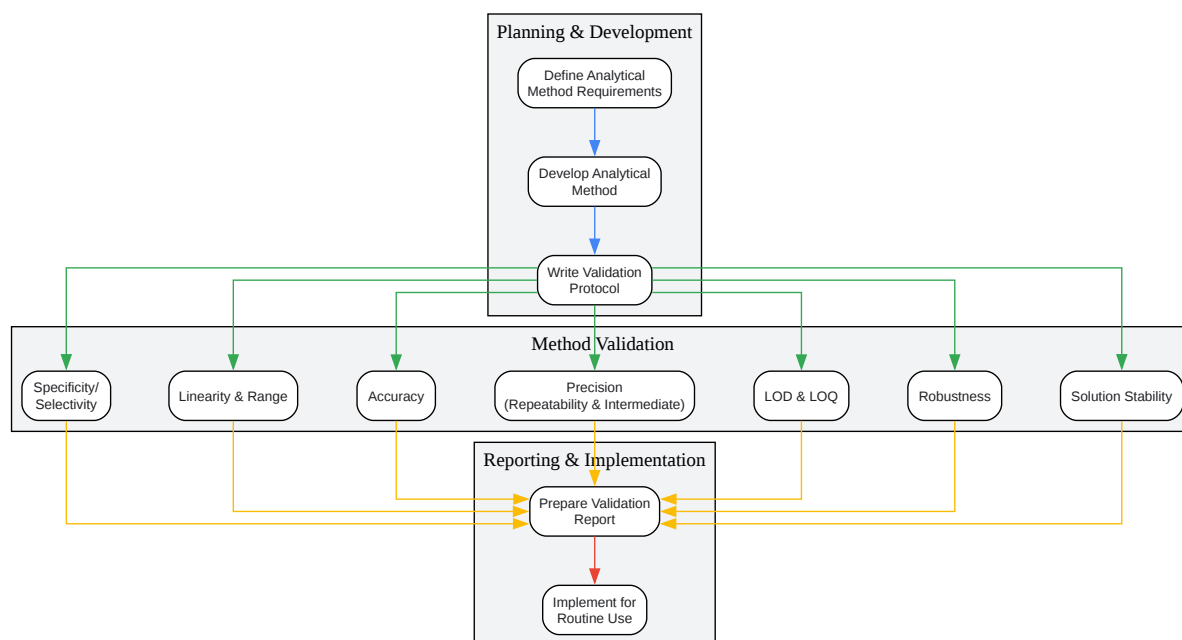 Planning & Development
Define Analytical
Method Requirements
Develop Analytical
Method
Write Validation
Protocol
Method Validation
Specificity/
Selectivity
Linearity & Range
Accuracy
Precision
(Repeatability & Intermediate)
LOD & LOQ
Robustness
Solution Stability
Reporting & Implementation
Prepare Validation
Report
Implement for
Routine Use